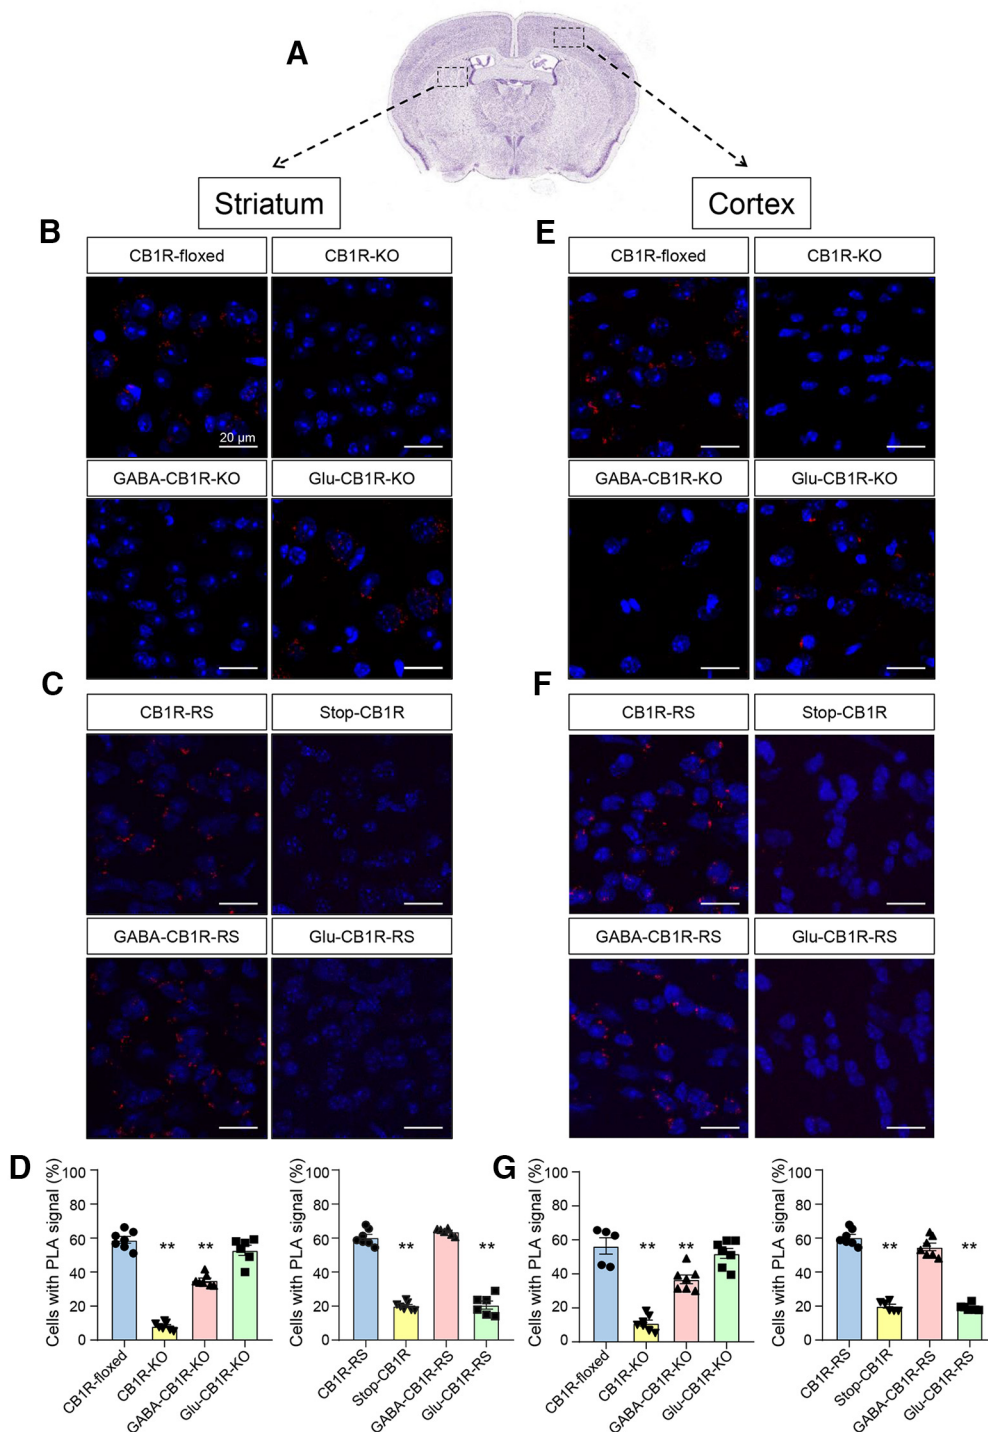 A
Striatum
Cortex
B
CB1R-floxed
CB1R-KO
20 µm
GABA-CB1R-KO
Glu-CB1R-KO
E
CB1R-floxed
CB1R-KO
GABA-CB1R-KO
Glu-CB1R-KO
C
CB1R-RS
Stop-CB1R
GABA-CB1R-RS
Glu-CB1R-RS
F
CB1R-RS
Stop-CB1R
GABA-CB1R-RS
Glu-CB1R-RS
D
Cells with PLA signal (%)
100
80
60
40
20
0
** **
CB1R-floxed
CB1R-KO
GABA-CB1R-KO
Glu-CB1R-KO
Cells with PLA signal (%)
100
80
60
40
20
0
** **
CB1R-RS
Stop-CB1R
GABA-CB1R-RS
Glu-CB1R-RS
G
Cells with PLA signal (%)
100
80
60
40
20
0
** **
CB1R-floxed
CB1R-KO
GABA-CB1R-KO
Glu-CB1R-KO
Cells with PLA signal (%)
100
80
60
40
20
0
** **
CB1R-RS
Stop-CB1R
GABA-CB1R-RS
Glu-CB1R-RS